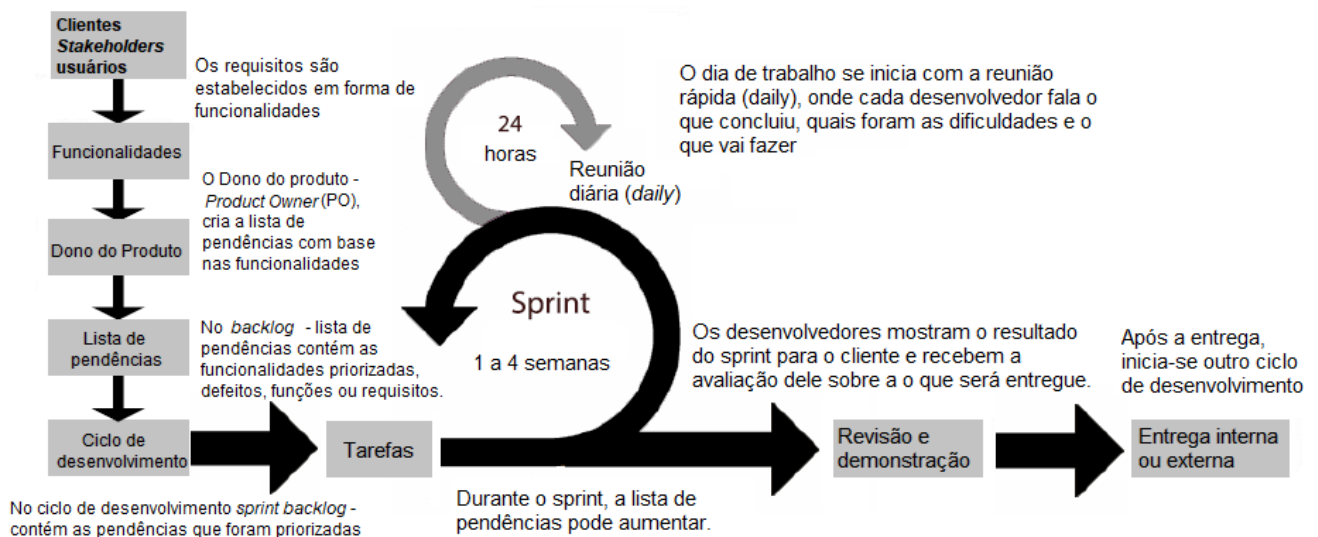 Clientes
Stakeholders
usuários
Os requisitos são
estabelecidos em forma de
funcionalidades
Funcionalidades
O Dono do produto -
Product Owner (PO),
cria a lista de
pendências com base
nas funcionalidades
Dono do Produto
Lista de
pendências
No backlog - lista de
pendências contém as
funcionalidades priorizadas,
defeitos, funções ou requisitos.
Ciclo de
desenvolvimento
No ciclo de desenvolvimento sprint backlog -
contém as pendências que foram priorizadas
Tarefas
24
horas
Reunião
diária (daily)
O dia de trabalho se inicia com a reunião
rápida (daily), onde cada desenvolvedor fala o
que concluiu, quais foram as dificuldades e o
que vai fazer
Sprint
1 a 4 semanas
Durante o sprint, a lista de
pendências pode aumentar.
Os desenvolvedores mostram o resultado
do sprint para o cliente e recebem a
avaliação dele sobre a o que será entregue.
Revisão e
demonstração
Após a entrega,
inicia-se outro ciclo
de desenvolvimento
Entrega interna
ou externa